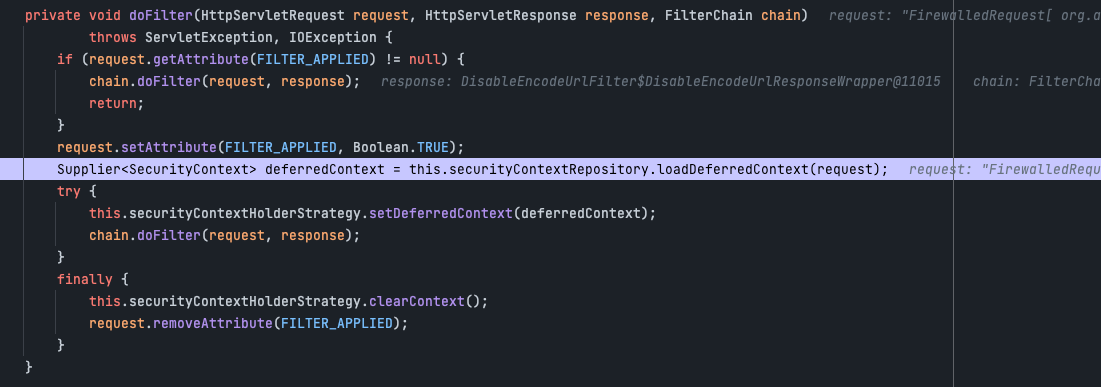 private void doFilter(HttpServletRequest request, HttpServletResponse response, FilterChain chain)   request: "FirewalledRequest[ org.a
        throws ServletException, IOException {
    if (request.getAttribute(FILTER_APPLIED) != null) {
        chain.doFilter(request, response);   response: DisableEncodeUrlFilter$DisableEncodeUrlResponseWrapper@11015    chain: FilterCha
        return;
    }
    request.setAttribute(FILTER_APPLIED, Boolean.TRUE);
    Supplier<SecurityContext> deferredContext = this.securityContextRepository.loadDeferredContext(request);   request: "FirewalledRequ
    try {
        this.securityContextHolderStrategy.setDeferredContext(deferredContext);
        chain.doFilter(request, response);
    }
    finally {
        this.securityContextHolderStrategy.clearContext();
        request.removeAttribute(FILTER_APPLIED);
    }
}